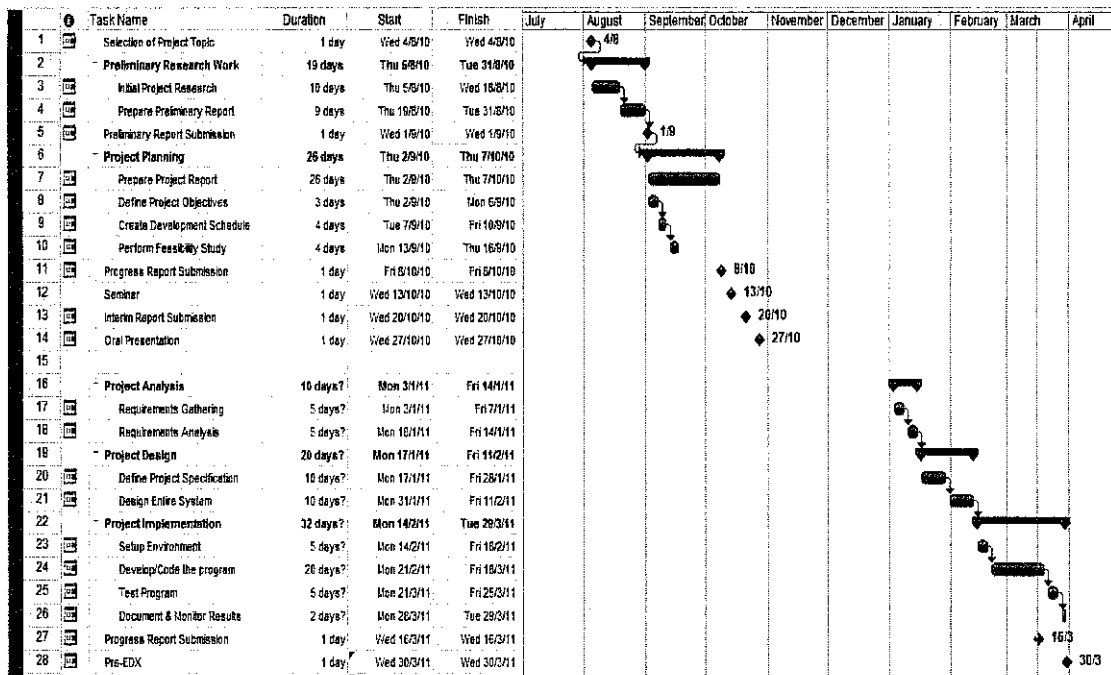 Task Name Duration Start Finish July August September October November December January February March April
1 Selection of Project Topic 1 day Wed 4/8/10 Wed 4/8/10 4/8
2 Preliminary Research Work 19 days Thu 5/8/10 Tue 31/8/10
3 Initial Project Research 10 days Thu 5/8/10 Wed 18/8/10
4 Prepare Preliminary Report 9 days Thu 19/8/10 Tue 31/8/10
5 Preliminary Report Submission 1 day Wed 1/9/10 Wed 1/9/10 1/9
6 Project Planning 26 days Thu 2/9/10 Thu 7/10/10
7 Prepare Project Report 26 days Thu 2/9/10 Thu 7/10/10
8 Define Project Objectives 3 days Thu 2/9/10 Mon 6/9/10
9 Create Development Schedule 4 days Tue 7/9/10 Fri 10/9/10
10 Perform Feasibility Study 4 days Mon 13/9/10 Thu 16/9/10
11 Progress Report Submission 1 day Fri 8/10/10 Fri 8/10/10 8/10
12 Seminar 1 day Wed 13/10/10 Wed 13/10/10 13/10
13 Interim Report Submission 1 day Wed 20/10/10 Wed 20/10/10 20/10
14 Oral Presentation 1 day Wed 27/10/10 Wed 27/10/10 27/10
15
16 Project Analysis 10 days? Mon 3/1/11 Fri 14/1/11
17 Requirements Gathering 5 days? Mon 3/1/11 Fri 7/1/11
18 Requirements Analysis 5 days? Mon 10/1/11 Fri 14/1/11
19 Project Design 20 days? Mon 17/1/11 Fri 11/2/11
20 Define Project Specification 10 days? Mon 17/1/11 Fri 28/1/11
21 Design Entire System 10 days? Mon 31/1/11 Fri 11/2/11
22 Project Implementation 32 days? Mon 14/2/11 Tue 29/3/11
23 Setup Environment 5 days? Mon 14/2/11 Fri 18/2/11
24 Develop/Code the program 20 days? Mon 21/2/11 Fri 18/3/11
25 Test Program 5 days? Mon 21/3/11 Fri 25/3/11
26 Document & Monitor Results 2 days? Mon 28/3/11 Tue 29/3/11
27 Progress Report Submission 1 day Wed 16/3/11 Wed 16/3/11 16/3
28 Pre-EDX 1 day Wed 30/3/11 Wed 30/3/11 30/3